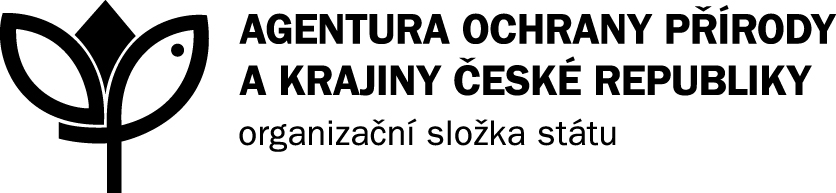 AGENTURA OCHRANY PŘÍRODY
A KRAJINY ČESKÉ REPUBLIKY
organizační složka státu